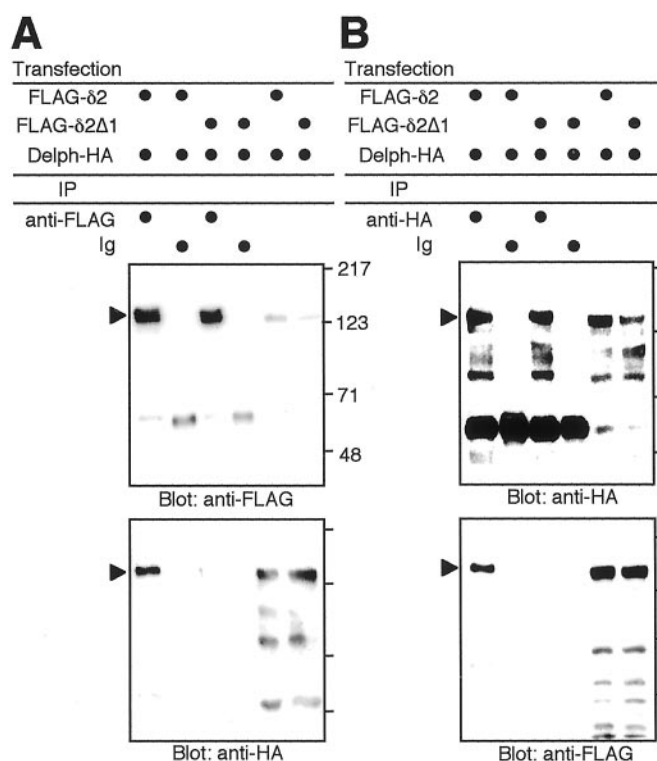 A
Transfection
FLAG-δ2
FLAG-δ2Δ1
Delph-HA
IP
anti-FLAG
Ig
217
123
71
48
Blot: anti-FLAG
Blot: anti-HA
B
Transfection
FLAG-δ2
FLAG-δ2Δ1
Delph-HA
IP
anti-HA
Ig
Blot: anti-HA
Blot: anti-FLAG